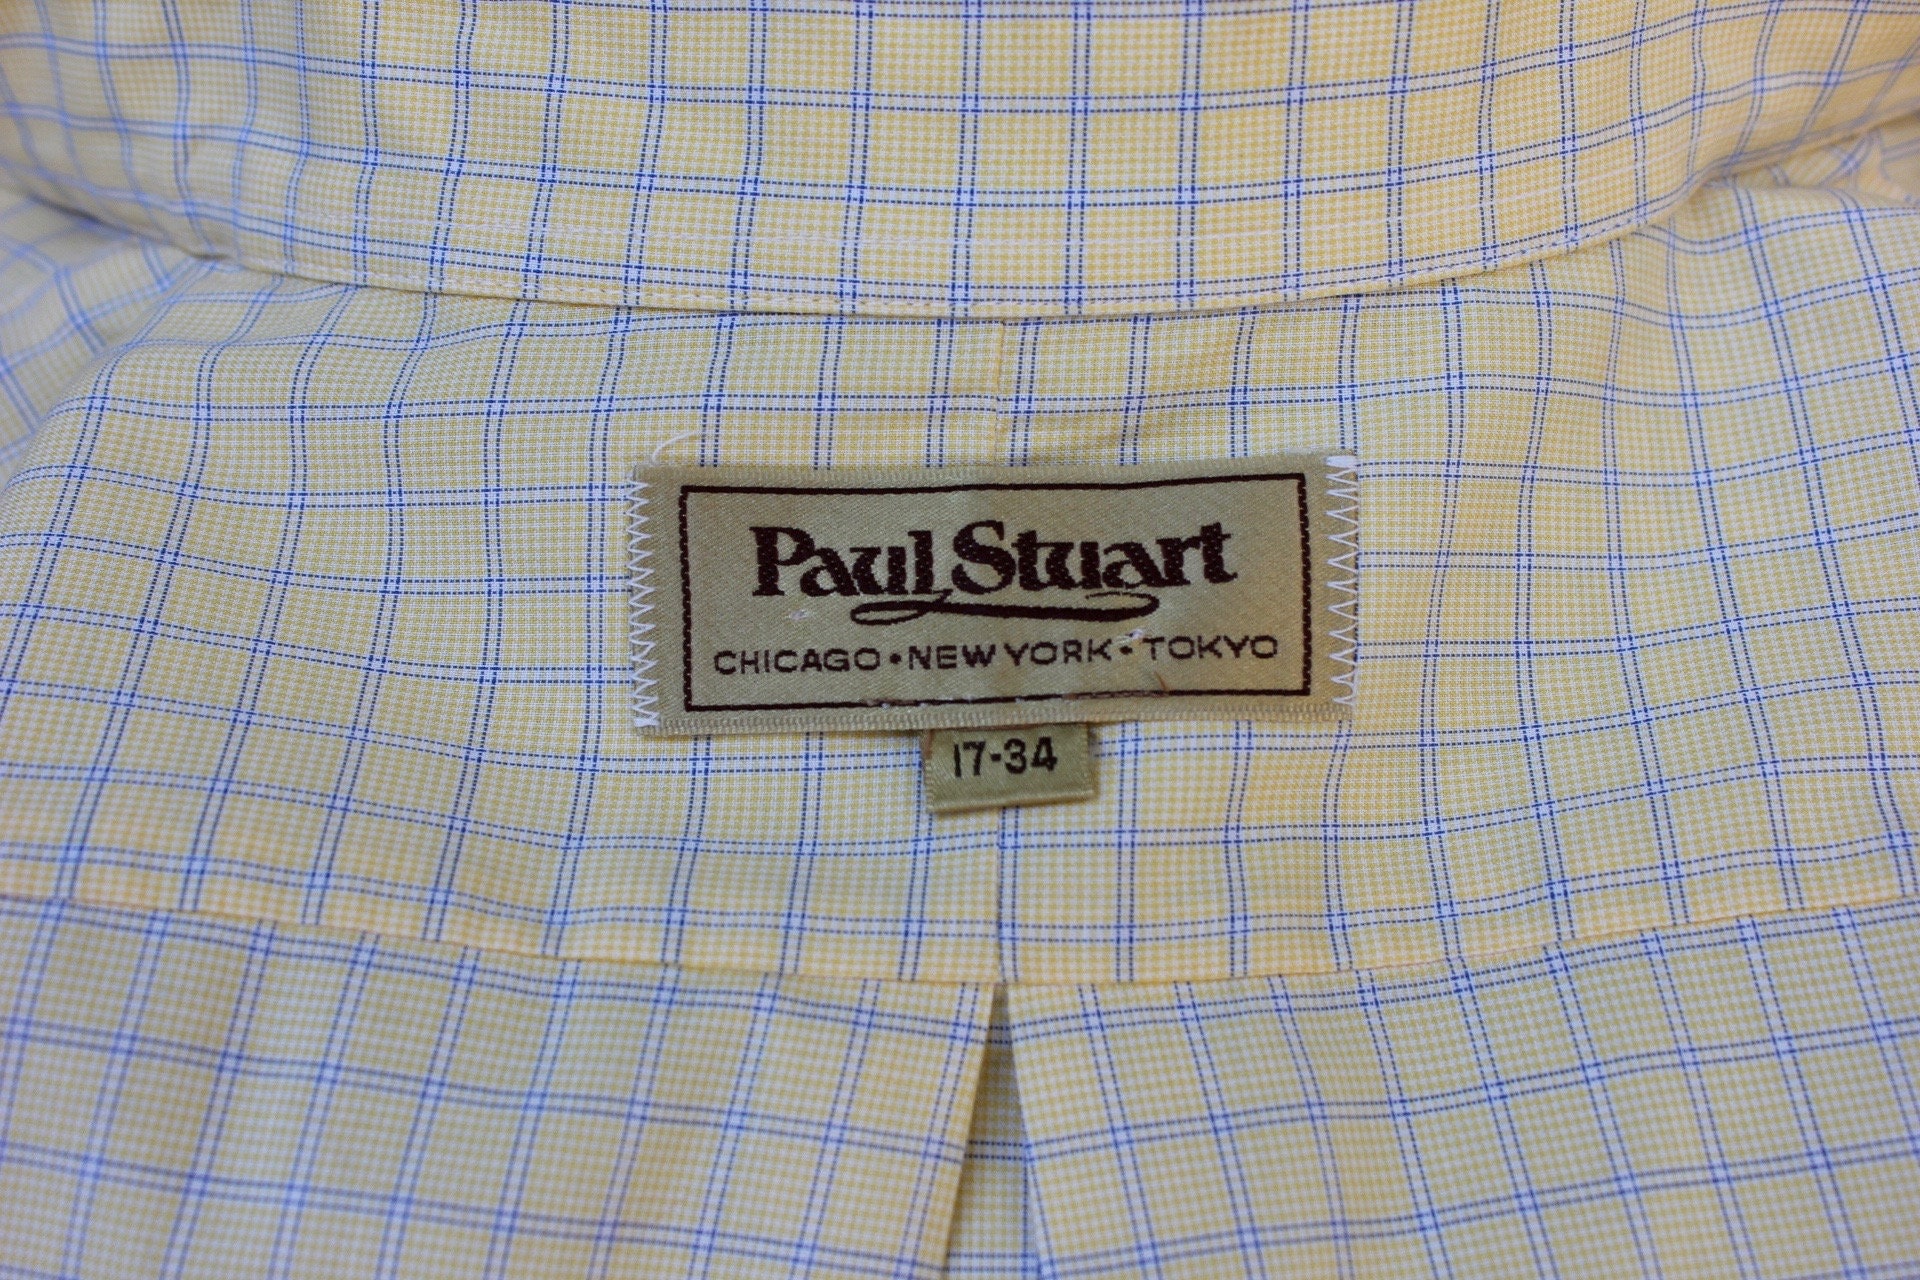 Paul Stuart
CHICAGO • NEW YORK • TOKYO
17-34